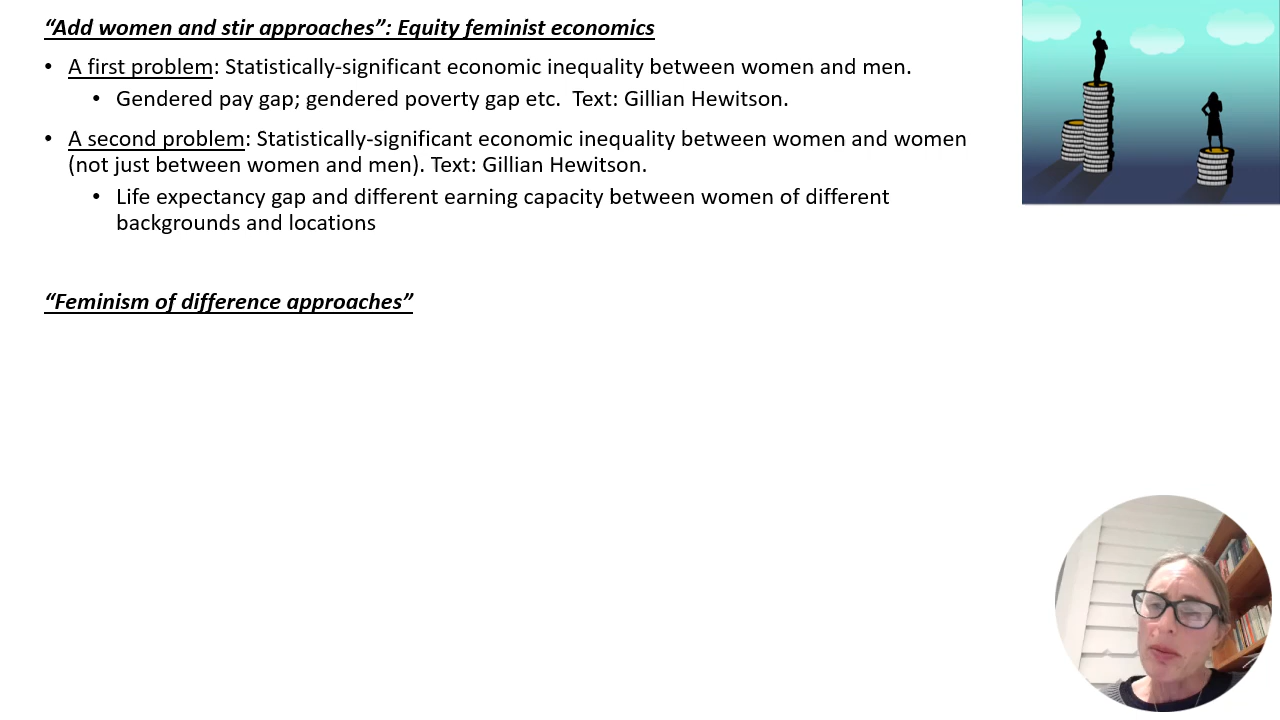 “Add women and stir approaches”: Equity feminist economics
• A first problem: Statistically-significant economic inequality between women and men.
• Gendered pay gap; gendered poverty gap etc.  Text: Gillian Hewitson.
• A second problem: Statistically-significant economic inequality between women and women
(not just between women and men). Text: Gillian Hewitson.
• Life expectancy gap and different earning capacity between women of different
backgrounds and locations
“Feminism of difference approaches”